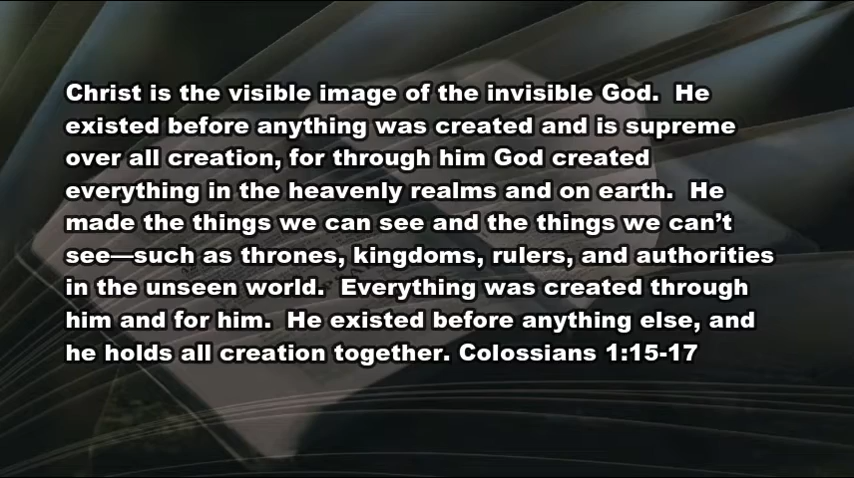 Christ is the visible image of the invisible God.  He
existed before anything was created and is supreme
over all creation, for through him God created
everything in the heavenly realms and on earth.  He
made the things we can see and the things we can’t
see—such as thrones, kingdoms, rulers, and authorities
in the unseen world.  Everything was created through
him and for him.  He existed before anything else, and
he holds all creation together. Colossians 1:15-17